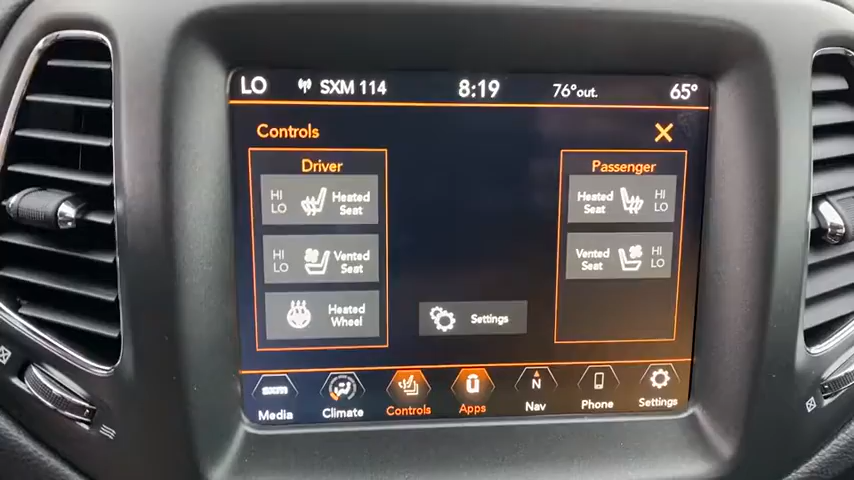 LO SXM 114 8:19 76°out. 65°
Controls
Driver
HI
LO
Heated
Seat
HI
LO
Vented
Seat
Heated
Wheel
Passenger
Heated
Seat
HI
LO
Vented
Seat
HI
LO
Settings
sxm
Media
Climate
Controls
Apps
N
Nav
Phone
Settings